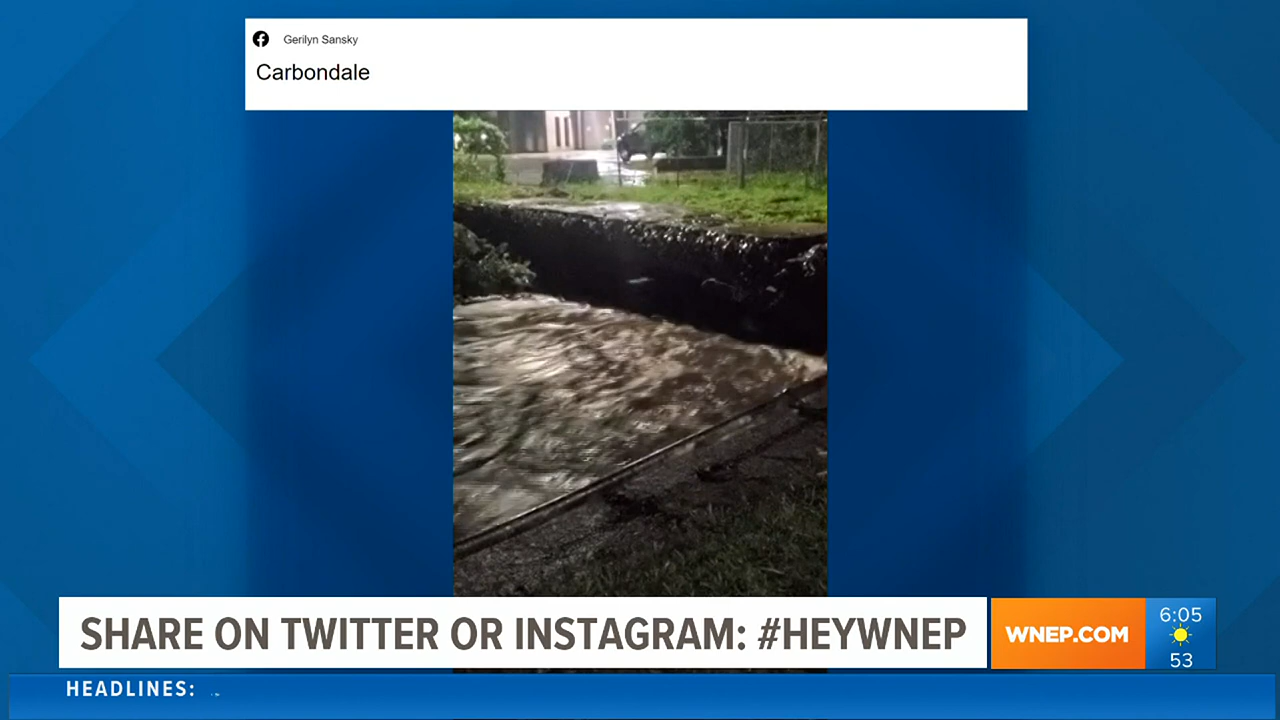 Gerilyn Sansky
Carbondale
SHARE ON TWITTER OR INSTAGRAM: #HEYWNEP
WNEP.COM
6:05
53
HEADLINES: